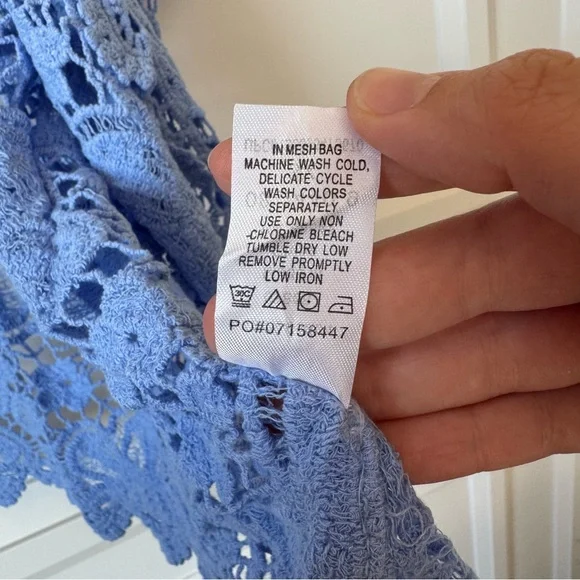 IN MESH BAG
MACHINE WASH COLD,
DELICATE CYCLE
WASH COLORS
SEPARATELY
USE ONLY NON
-CHLORINE BLEACH
TUMBLE DRY LOW
REMOVE PROMPTLY
LOW IRON
30C
PO#07158447